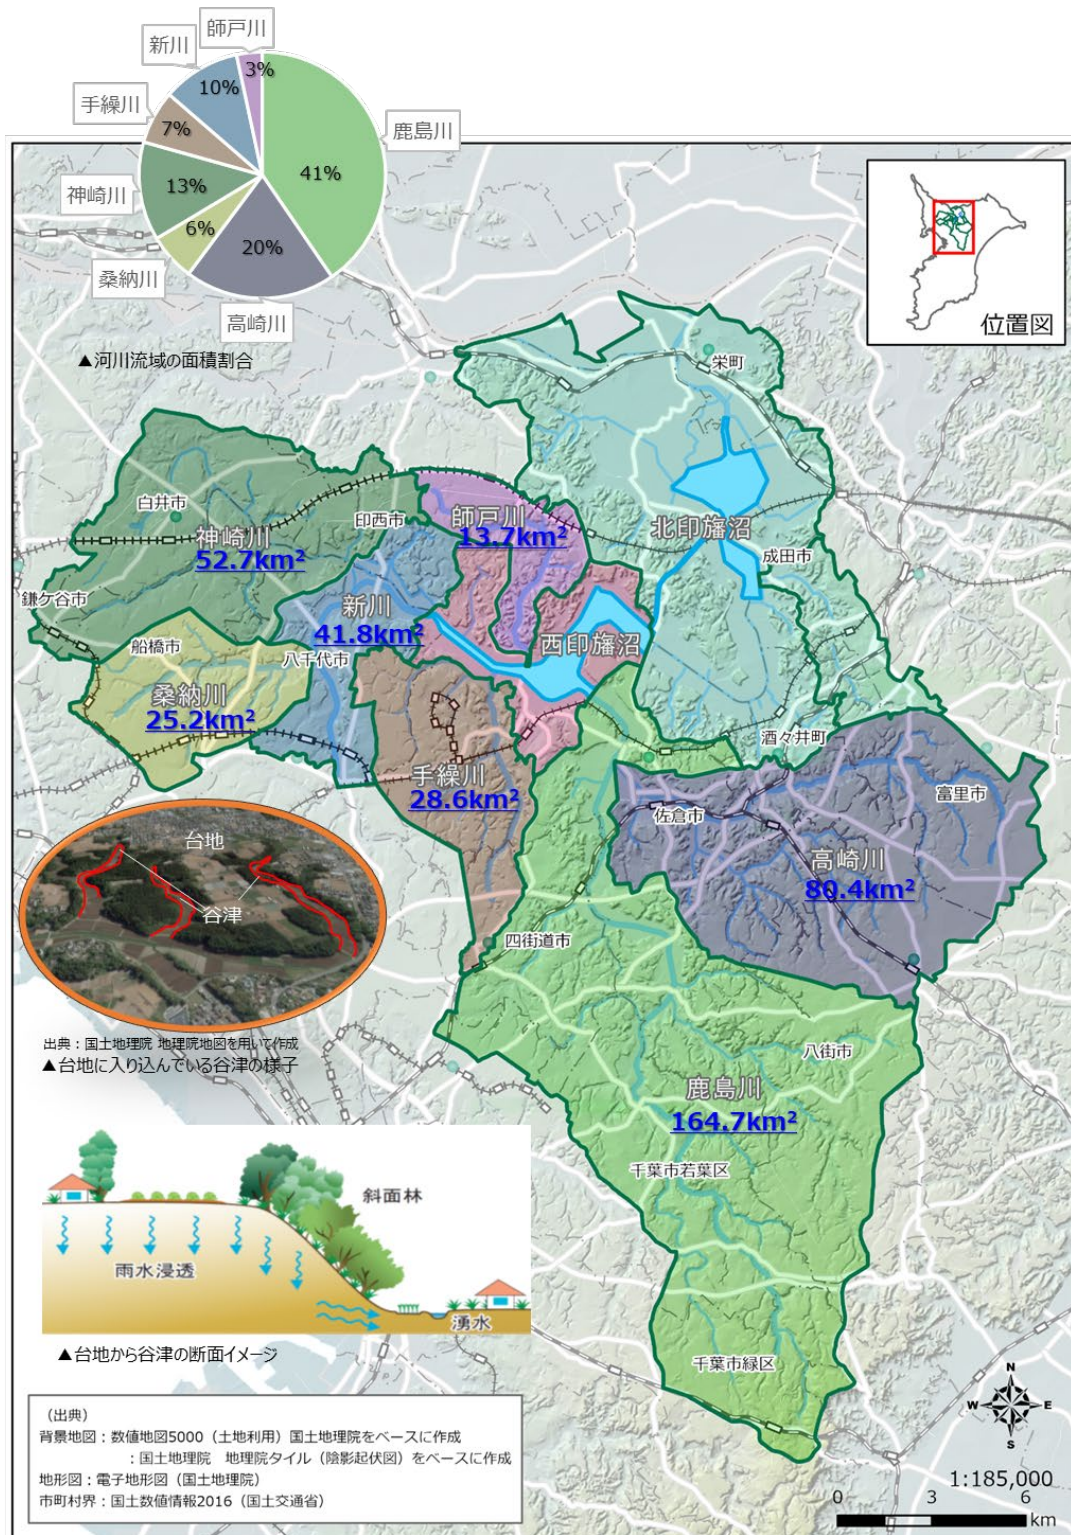 師戸川
新川
3%
10%
手繰川
7%
鹿島川
41%
神崎川
13%
6%
20%
桑納川
高崎川
▲河川流域の面積割合
位置図
栄町
白井市
印西市
神崎川
52.7km²
師戸川
13.7km²
北印旛沼
成田市
鎌ケ谷市
新川
41.8km²
船橋市
八千代市
西印旛沼
桑納川
25.2km²
酒々井町
手繰川
28.6km²
佐倉市
富里市
高崎川
80.4km²
台地
谷津
四街道市
出典：国土地理院 地理院地図を用いて作成
▲台地に入り込んでいる谷津の様子
八街市
鹿島川
164.7km²
千葉市若葉区
斜面林
雨水浸透
湧水
▲台地から谷津の断面イメージ
千葉市緑区
N
W E
S
（出典）
背景地図：数値地図5000（土地利用）国土地理院をベースに作成
：国土地理院　地理院タイル（陰影起伏図）をベースに作成
地形図：電子地形図（国土地理院）
市町村界：国土数値情報2016（国土交通省）
1:185,000
0 3 6
km